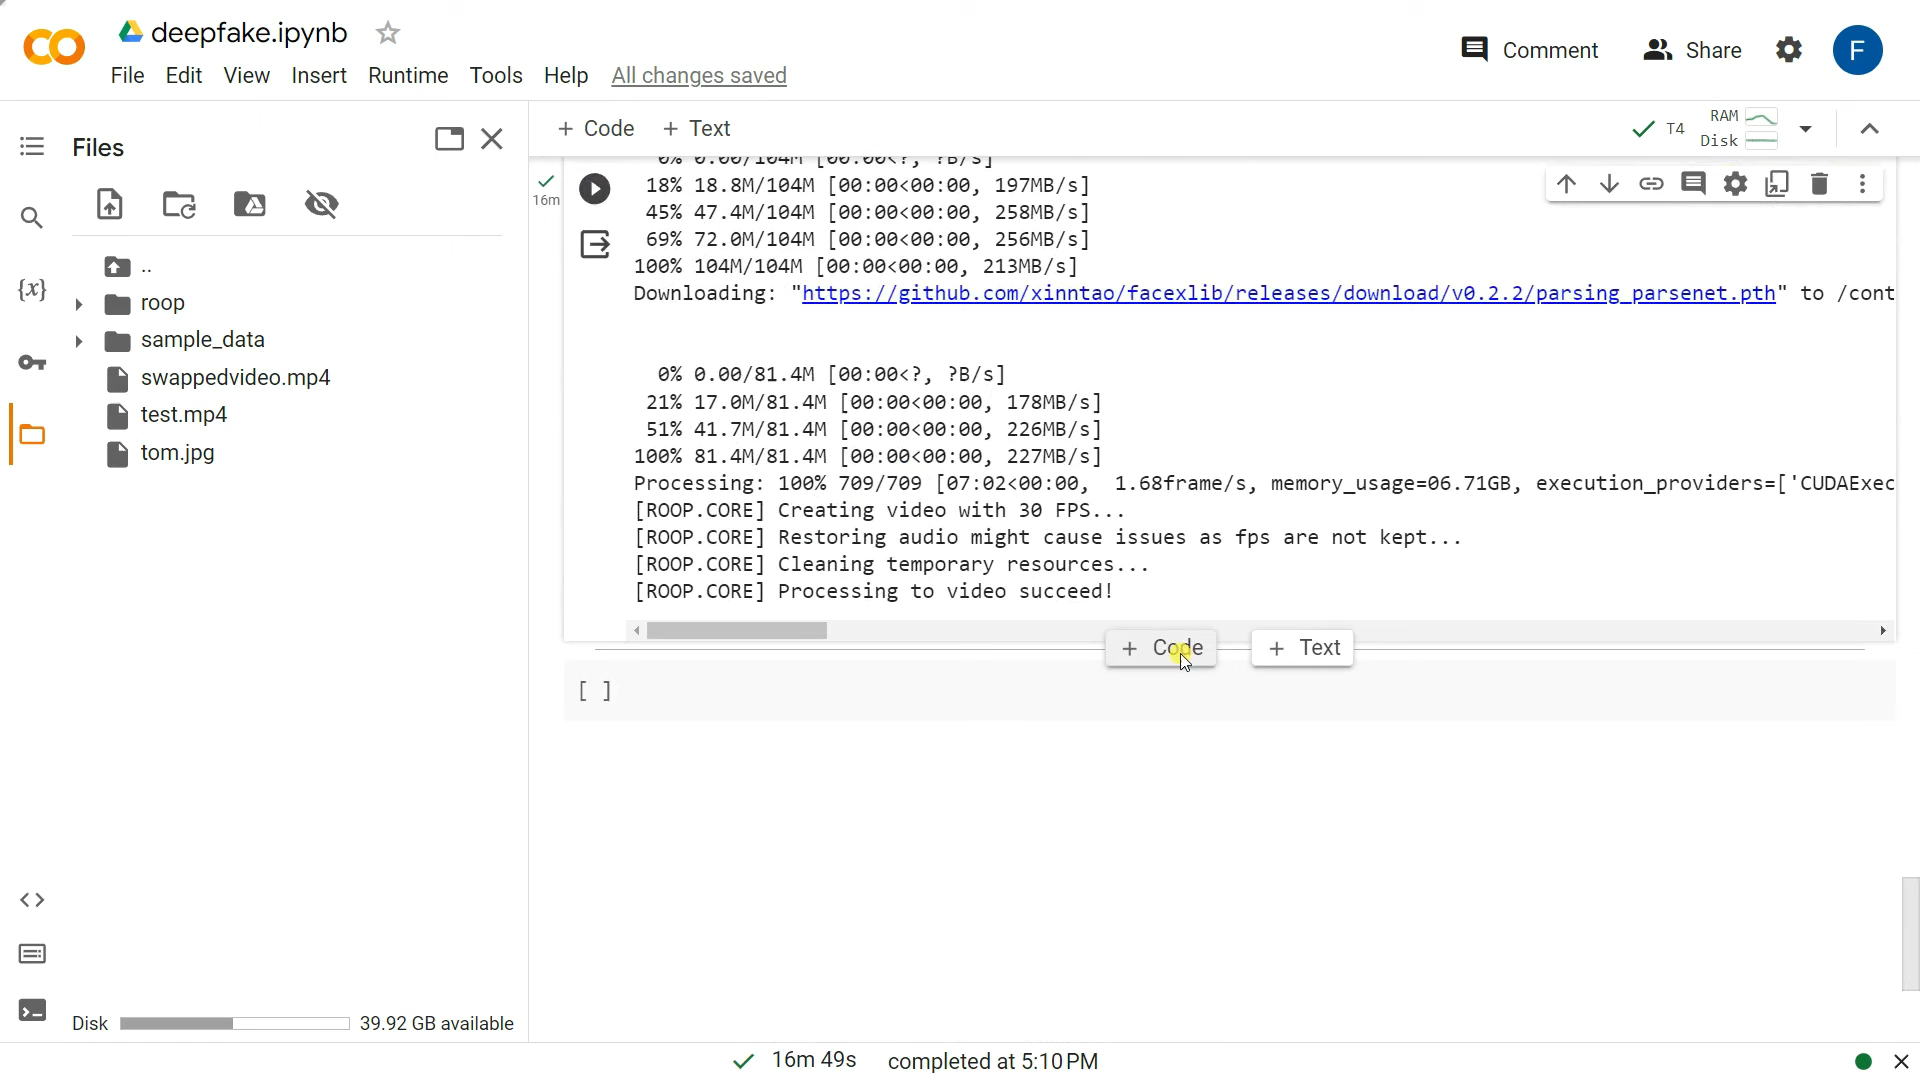 deepfake.ipynb
File Edit View Insert Runtime Tools Help All changes saved
Comment Share F
Files
+ Code + Text
T4 RAM
Disk
..
roop
sample_data
swappedvideo.mp4
test.mp4
tom.jpg
{x}
16m
0% 0.00/104M [00:00<?, ?B/s]
18% 18.8M/104M [00:00<00:00, 197MB/s]
45% 47.4M/104M [00:00<00:00, 258MB/s]
69% 72.0M/104M [00:00<00:00, 256MB/s]
100% 104M/104M [00:00<00:00, 213MB/s]
Downloading: "https://github.com/xinntao/facexlib/releases/download/v0.2.2/parsing_parsenet.pth" to /cont
0% 0.00/81.4M [00:00<?, ?B/s]
21% 17.0M/81.4M [00:00<00:00, 178MB/s]
51% 41.7M/81.4M [00:00<00:00, 226MB/s]
100% 81.4M/81.4M [00:00<00:00, 227MB/s]
Processing: 100% 709/709 [07:02<00:00, 1.68frame/s, memory_usage=06.71GB, execution_providers=['CUDAExec
[ROOP.CORE] Creating video with 30 FPS...
[ROOP.CORE] Restoring audio might cause issues as fps are not kept...
[ROOP.CORE] Cleaning temporary resources...
[ROOP.CORE] Processing to video succeed!
+ Code + Text
[ ]
Disk 39.92 GB available
16m 49s completed at 5:10 PM